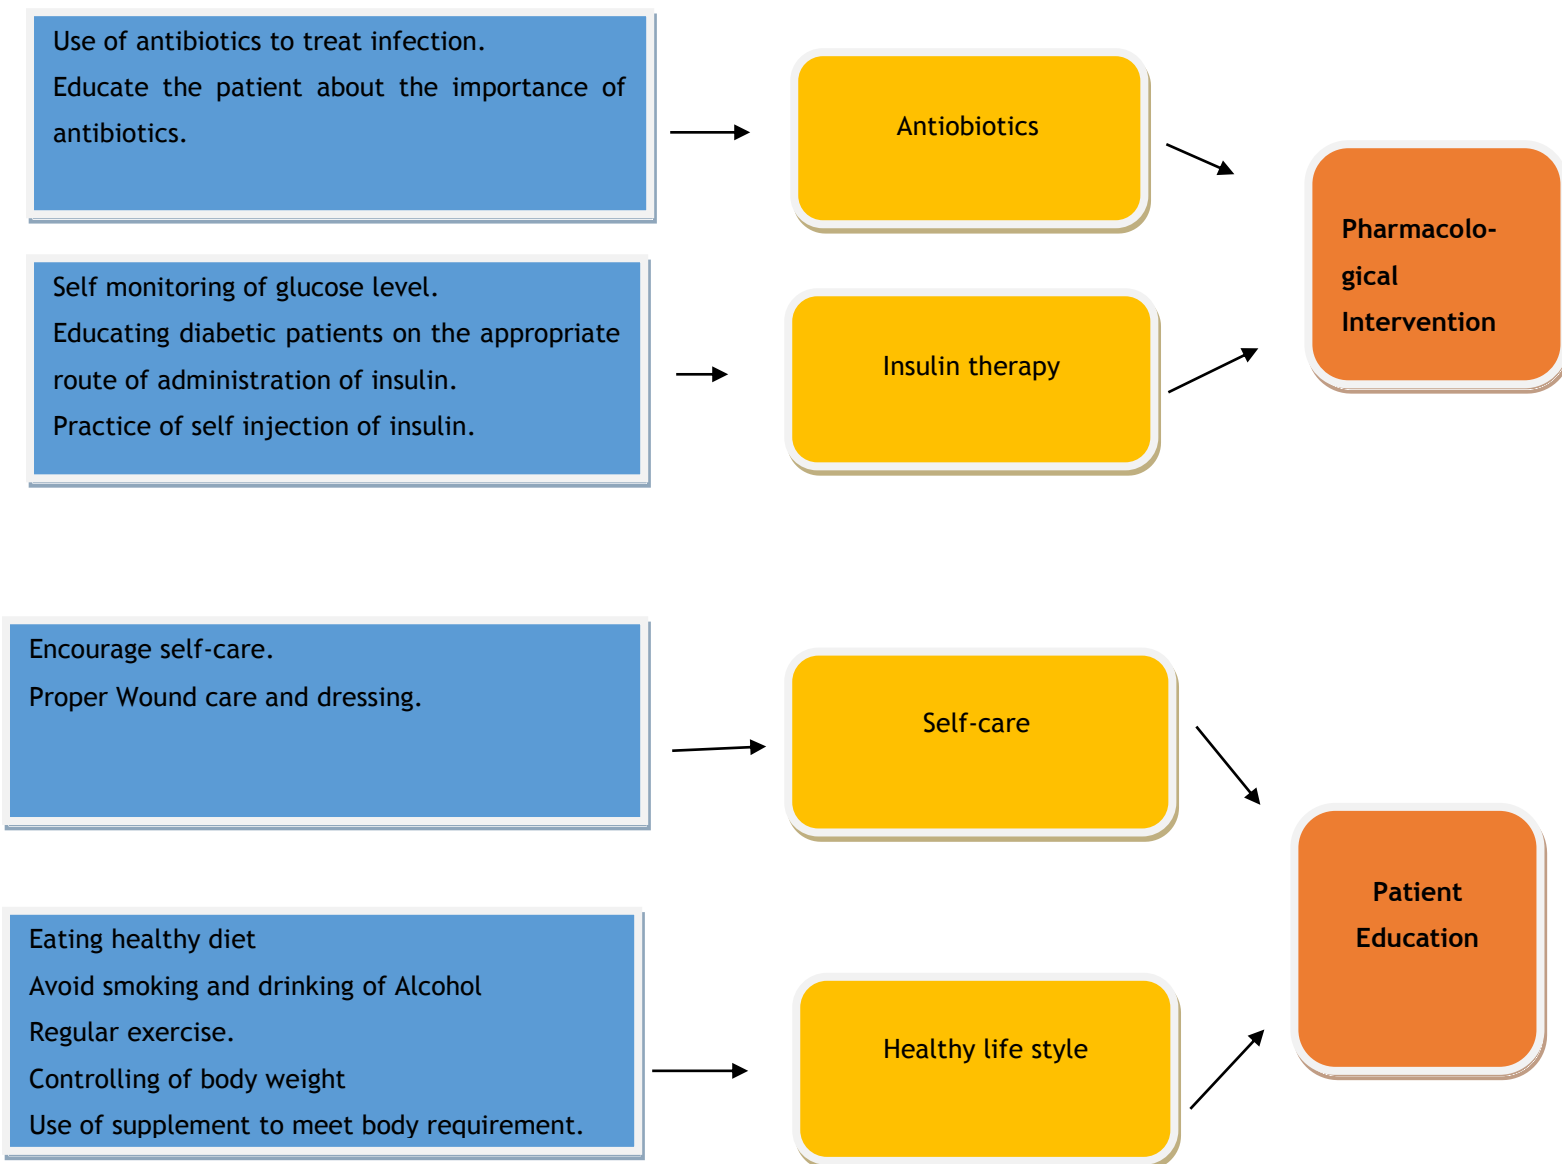 Use of antibiotics to treat infection.
Educate the patient about the importance of
antibiotics.
Antiobiotics
Pharmacolo-
gical
Intervention
Self monitoring of glucose level.
Educating diabetic patients on the appropriate
route of administration of insulin.
Practice of self injection of insulin.
Insulin therapy
Encourage self-care.
Proper Wound care and dressing.
Self-care
Patient
Education
Eating healthy diet
Avoid smoking and drinking of Alcohol
Regular exercise.
Controlling of body weight
Use of supplement to meet body requirement.
Healthy life style